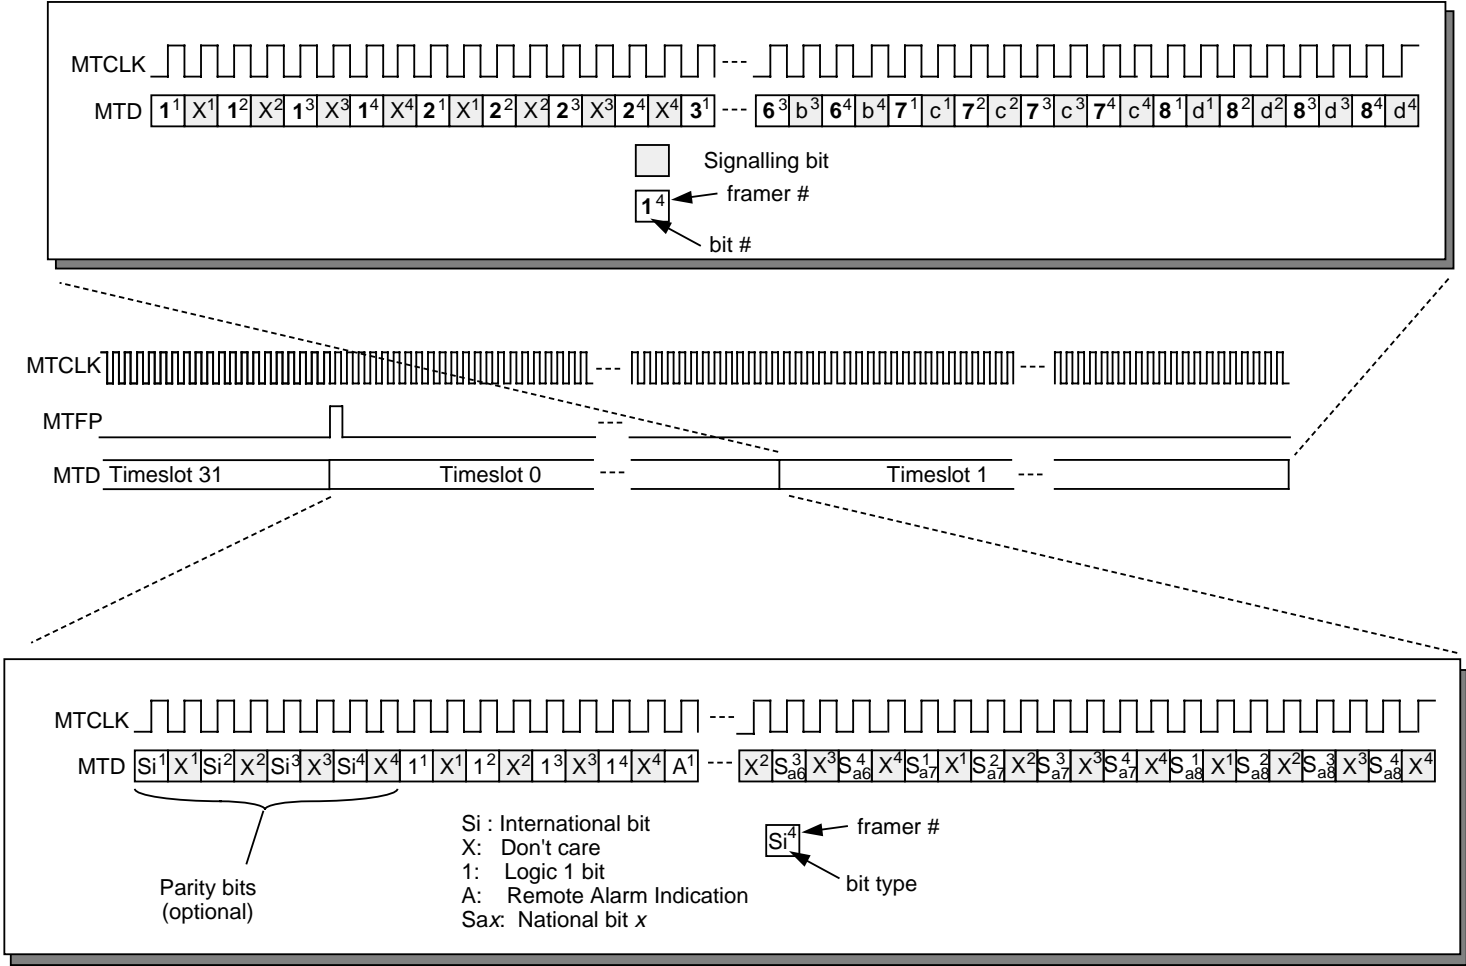 MTCLK ---
MTD 1¹ X¹ 1² X² 1³ X³ 1⁴ X⁴ 2¹ X¹ 2² X² 2³ X³ 2⁴ X⁴ 3¹ --- 6³ b³ 6⁴ b⁴ 7¹ c¹ 7² c² 7³ c³ 7⁴ c⁴ 8¹ d¹ 8² d² 8³ d³ 8⁴ d⁴
Signalling bit
1⁴ framer #
bit #
MTCLK --- ---
MTFP ---
MTD Timeslot 31 Timeslot 0 --- Timeslot 1 ---
MTCLK ---
MTD Si¹ X¹ Si² X² Si³ X³ Si⁴ X⁴ 1¹ X¹ 1² X² 1³ X³ 1⁴ X⁴ A¹ --- X² Sa6³ X³ Sa6⁴ X⁴ Sa7¹ X¹ Sa7² X² Sa7³ X³ Sa7⁴ X⁴ Sa8¹ X¹ Sa8² X² Sa8³ X³ Sa8⁴ X⁴
Parity bits
(optional)
Si : International bit
X: Don't care
1: Logic 1 bit
A: Remote Alarm Indication
Sax: National bit x
Si⁴ framer #
bit type